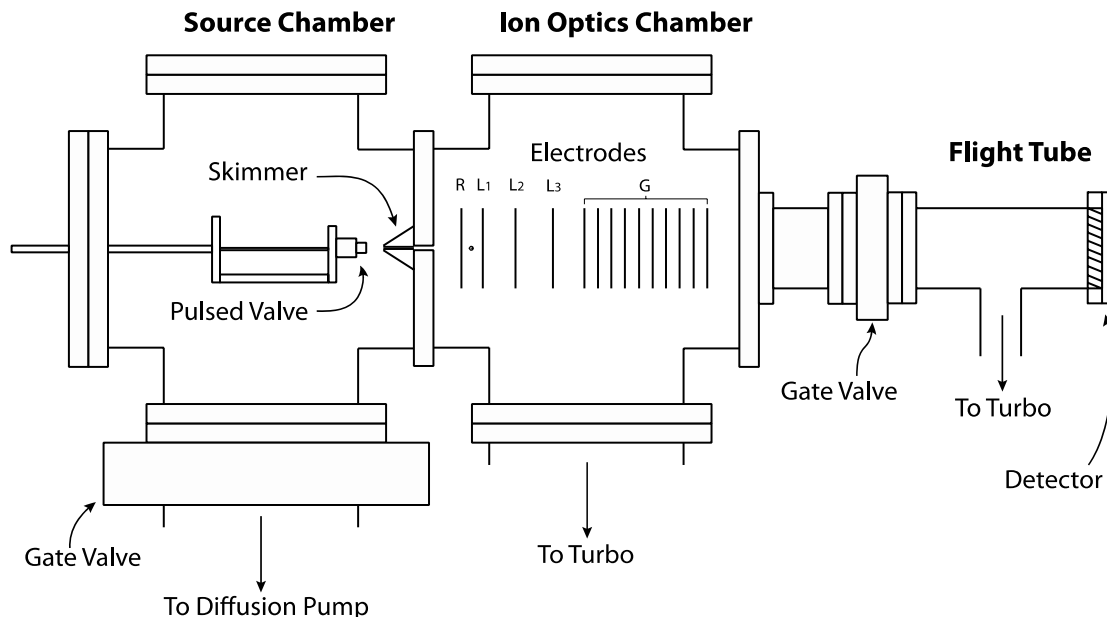 Source Chamber
Ion Optics Chamber
Skimmer
Electrodes
Flight Tube
R L1 L2 L3 G
Pulsed Valve
Gate Valve
To Turbo
Detector
Gate Valve
To Turbo
To Diffusion Pump